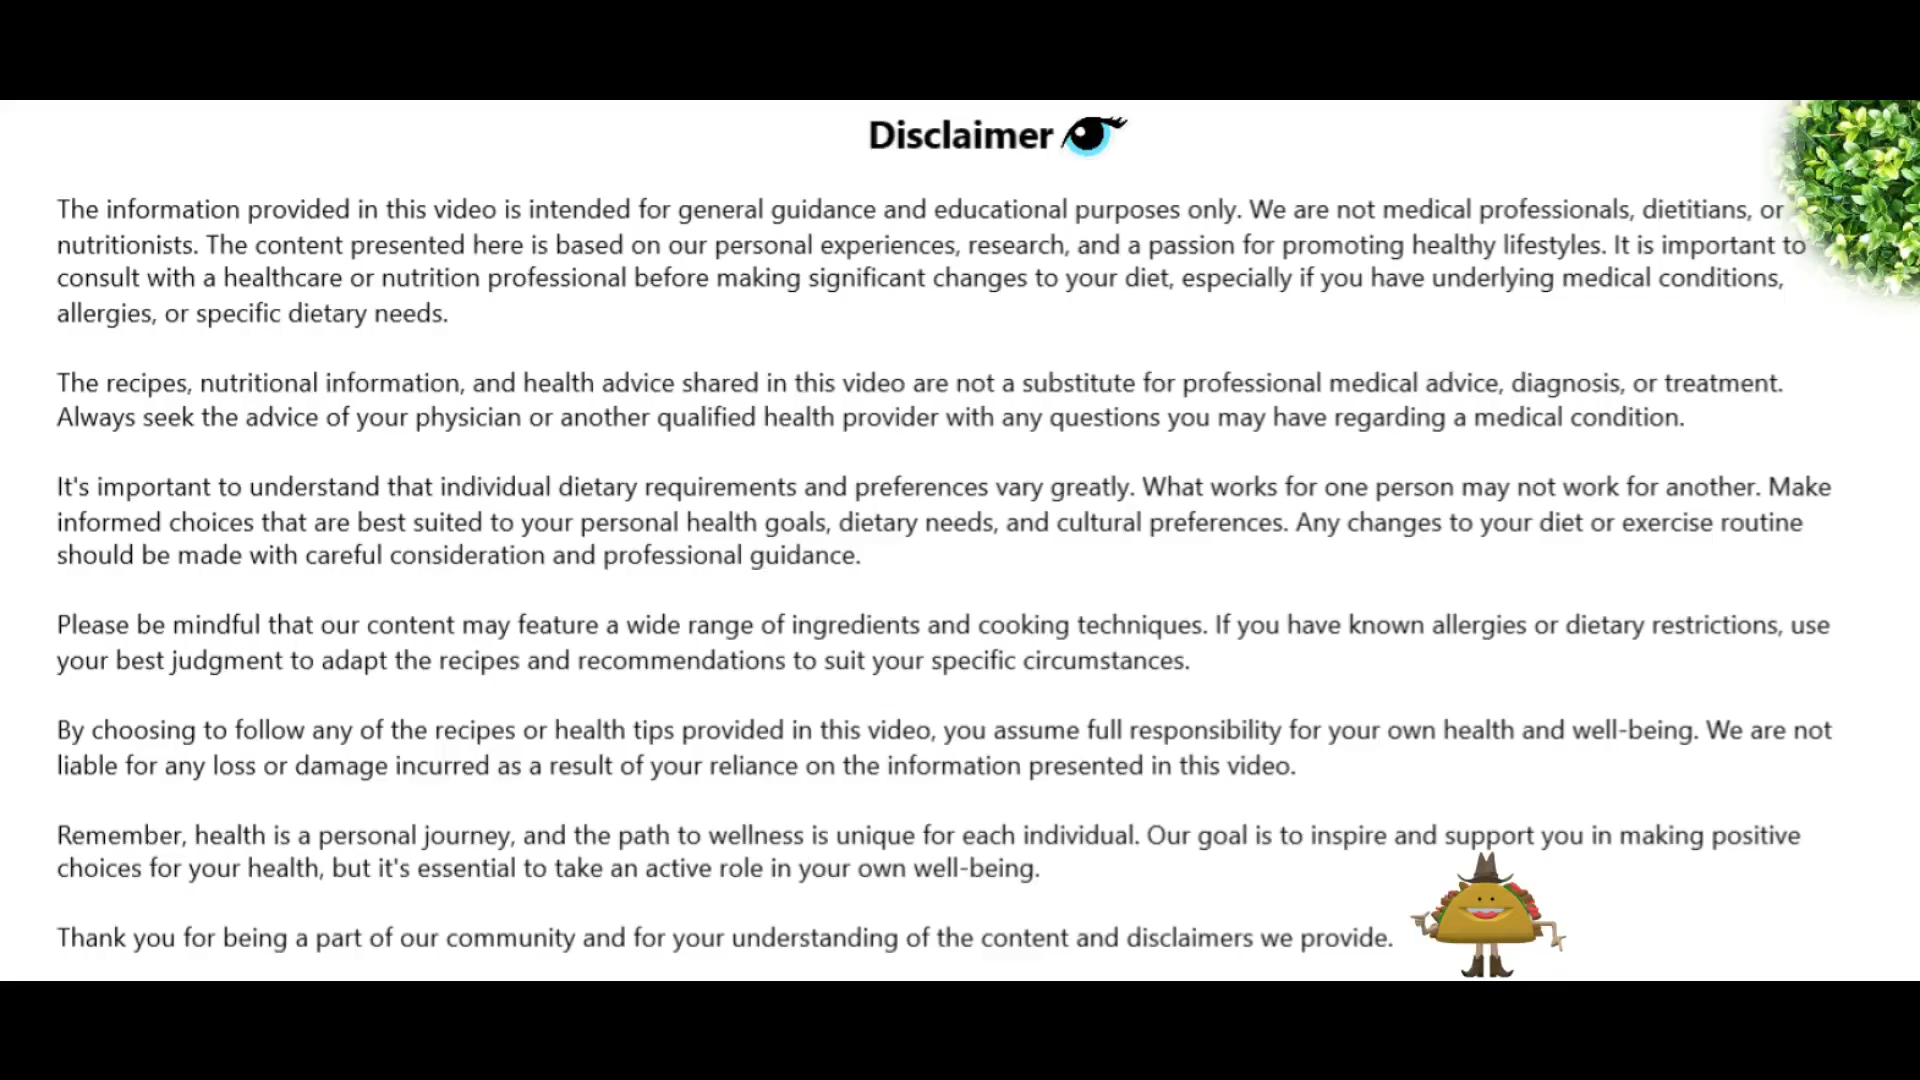 Disclaimer
The information provided in this video is intended for general guidance and educational purposes only. We are not medical professionals, dietitians, or
nutritionists. The content presented here is based on our personal experiences, research, and a passion for promoting healthy lifestyles. It is important to
consult with a healthcare or nutrition professional before making significant changes to your diet, especially if you have underlying medical conditions,
allergies, or specific dietary needs.
The recipes, nutritional information, and health advice shared in this video are not a substitute for professional medical advice, diagnosis, or treatment.
Always seek the advice of your physician or another qualified health provider with any questions you may have regarding a medical condition.
It's important to understand that individual dietary requirements and preferences vary greatly. What works for one person may not work for another. Make
informed choices that are best suited to your personal health goals, dietary needs, and cultural preferences. Any changes to your diet or exercise routine
should be made with careful consideration and professional guidance.
Please be mindful that our content may feature a wide range of ingredients and cooking techniques. If you have known allergies or dietary restrictions, use
your best judgment to adapt the recipes and recommendations to suit your specific circumstances.
By choosing to follow any of the recipes or health tips provided in this video, you assume full responsibility for your own health and well-being. We are not
liable for any loss or damage incurred as a result of your reliance on the information presented in this video.
Remember, health is a personal journey, and the path to wellness is unique for each individual. Our goal is to inspire and support you in making positive
choices for your health, but it's essential to take an active role in your own well-being.
Thank you for being a part of our community and for your understanding of the content and disclaimers we provide.